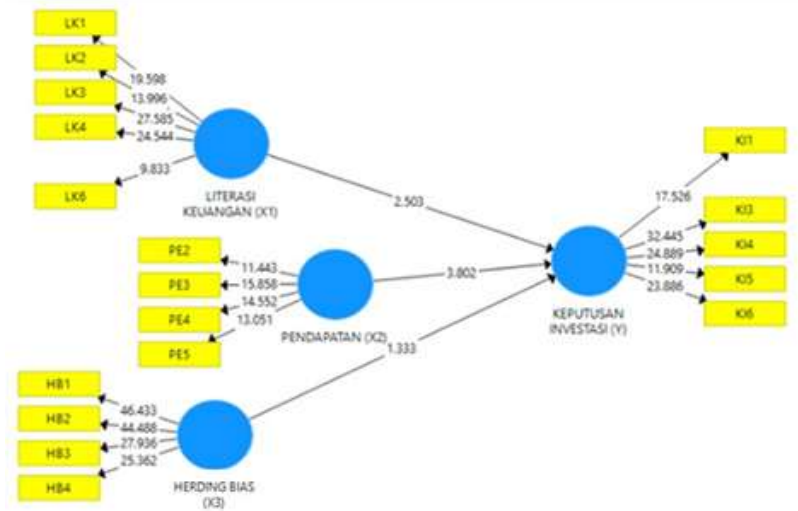 LK1
LK2
LK3
LK4
LK6
19.598
13.996
27.585
24.544
9.833
LITERASI
KEUANGAN (X1)
2.503
PE2
PE3
PE4
PE5
11.443
15.858
14.552
13.051
PENDAPATAN (X2)
3.802
HB1
HB2
HB3
HB4
46.433
44.488
27.936
25.362
HERDING BIAS
(X3)
1.333
KEPUTUSAN
INVESTASI (Y)
17.526
32.445
24.889
11.909
23.886
KI1
KI3
KI4
KI5
KI6